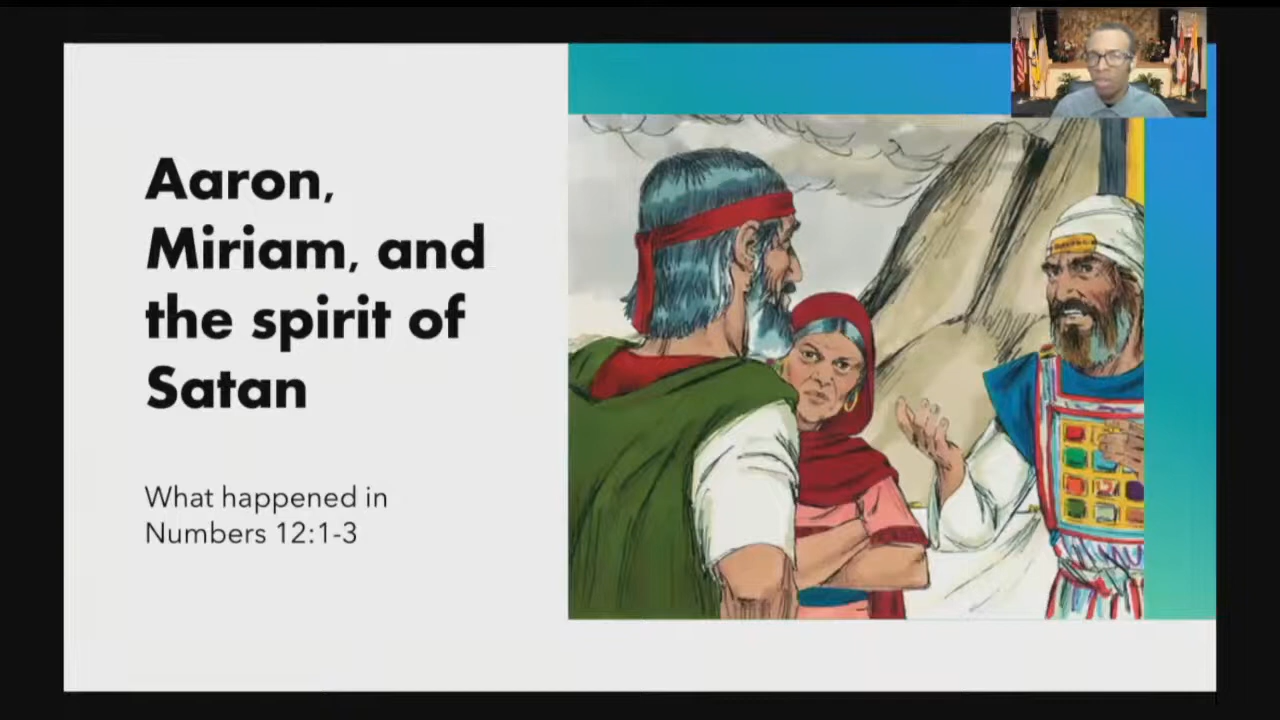 Aaron,
Miriam, and
the spirit of
Satan
What happened in
Numbers 12:1-3